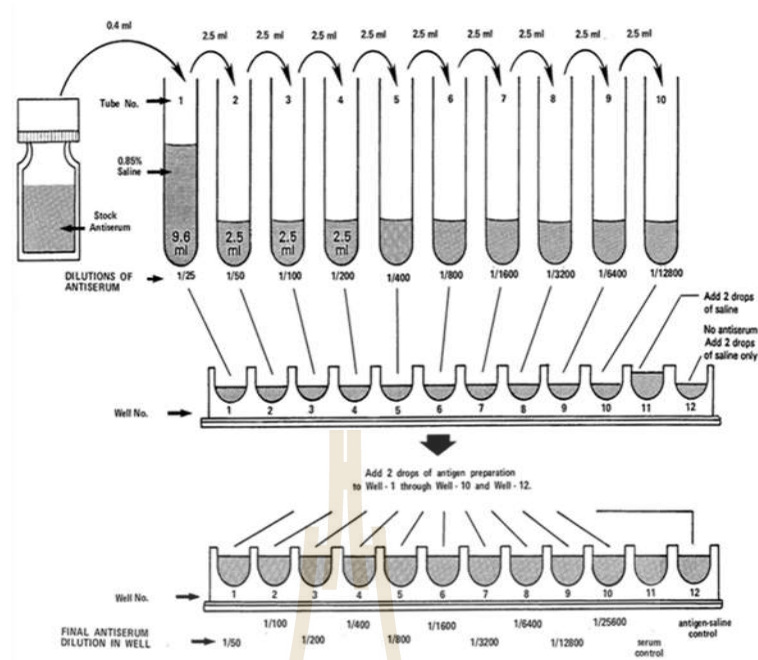 0.4 ml
2.5 ml 2.5 ml 2.5 ml 2.5 ml 2.5 ml 2.5 ml 2.5 ml 2.5 ml 2.5 ml
Tube No. 1 2 3 4 5 6 7 8 9 10
0.85%
Saline
Stock
Antiserum
9.6
ml
2.5
ml
2.5
ml
2.5
ml
DILUTIONS OF
ANTISERUM
1/25 1/50 1/100 1/200 1/400 1/800 1/1600 1/3200 1/6400 1/12800
Add 2 drops
of saline
No antiserum
Add 2 drops
of saline only
Well No. 1 2 3 4 5 6 7 8 9 10 11 12
Add 2 drops of antigen preparation
to Well - 1 through Well - 10 and Well - 12.
Well No. 1 2 3 4 5 6 7 8 9 10 11 12
FINAL ANTISERUM
DILUTION IN WELL
1/50 1/100 1/200 1/400 1/800 1/1600 1/3200 1/6400 1/12800 1/25600
serum
control
antigen-saline
control